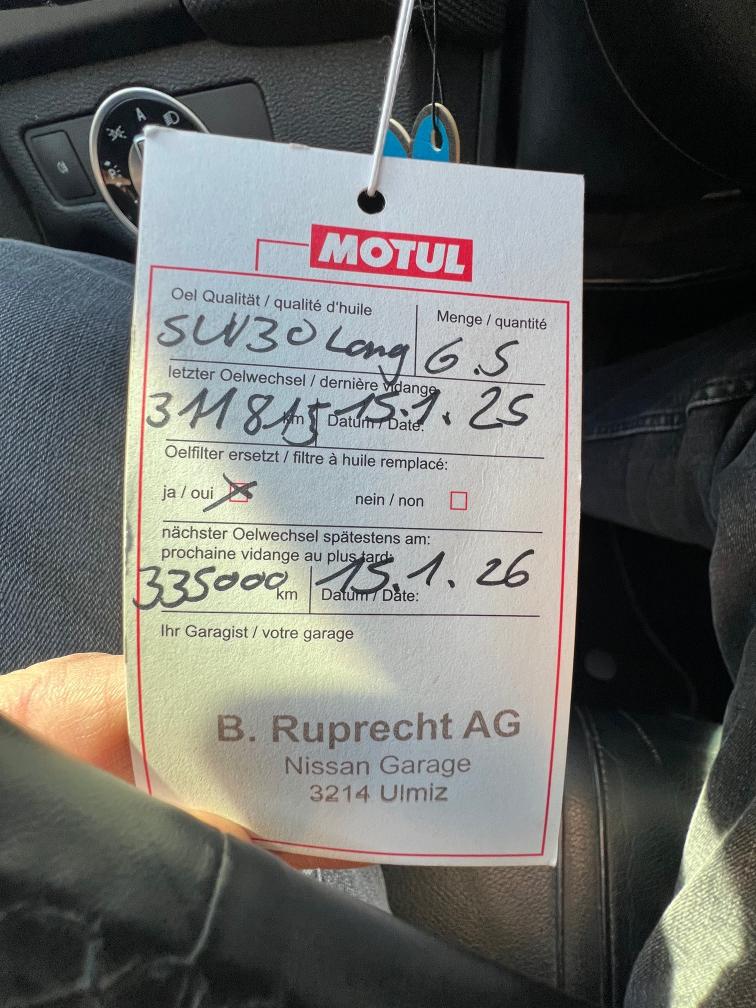 MOTUL
Oel Qualität / qualité d'huile
Menge / quantité
5W30 Long
6.5
letzter Oelwechsel / dernière vidange
311815 km
Datum / Date: 15.1.25
Oelfilter ersetzt / filtre à huile remplacé:
ja / oui
nein / non
nächster Oelwechsel spätestens am:
prochaine vidange au plus tard:
335000 km
Datum / Date: 15.1.26
Ihr Garagist / votre garage
B. Ruprecht AG
Nissan Garage
3214 Ulmiz
A